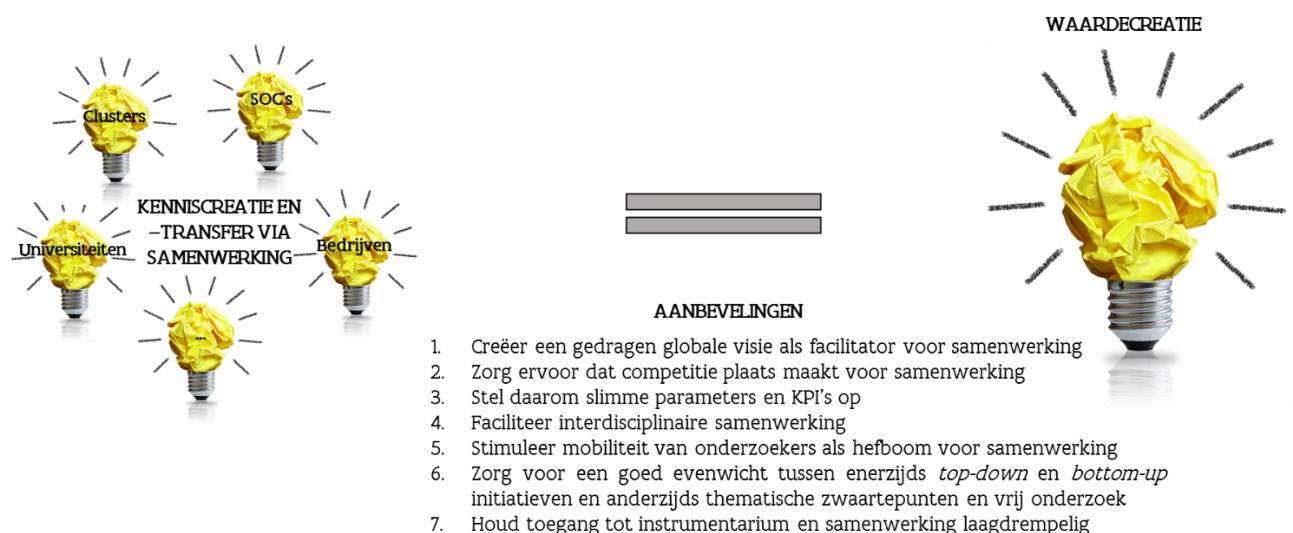 WAARDECREATIE
Clusters
SOC's
Universiteiten
KENNISCREATIE EN
–TRANSFER VIA
SAMENWERKING
Bedrijven
...
AANBEVELINGEN
1. Creëer een gedragen globale visie als facilitator voor samenwerking
2. Zorg ervoor dat competitie plaats maakt voor samenwerking
3. Stel daarom slimme parameters en KPI's op
4. Faciliteer interdisciplinaire samenwerking
5. Stimuleer mobiliteit van onderzoekers als hefboom voor samenwerking
6. Zorg voor een goed evenwicht tussen enerzijds top-down en bottom-up
initiatieven en anderzijds thematische zwaartepunten en vrij onderzoek
7. Houd toegang tot instrumentarium en samenwerking laagdrempelig